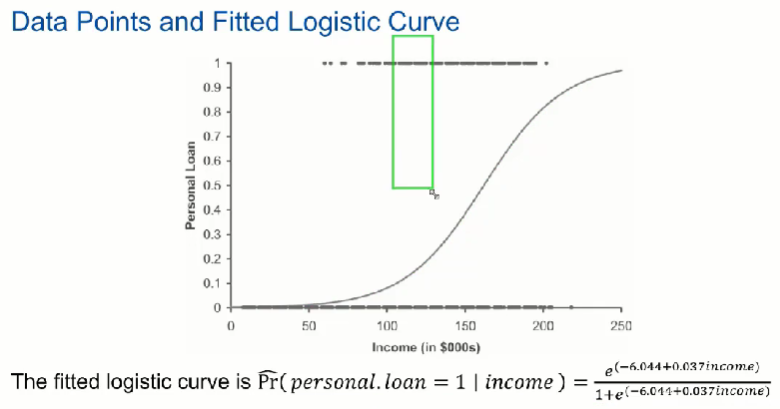 Data Points and Fitted Logistic Curve
1
0.9
0.8
0.7
0.6
0.5
0.4
0.3
0.2
0.1
0
Personal Loan
0 50 100 150 200 250
Income (in $000s)
The fitted logistic curve is P̂r( personal.loan = 1 | income ) = e^(−6.044+0.037income) / 1+e^(−6.044+0.037income)